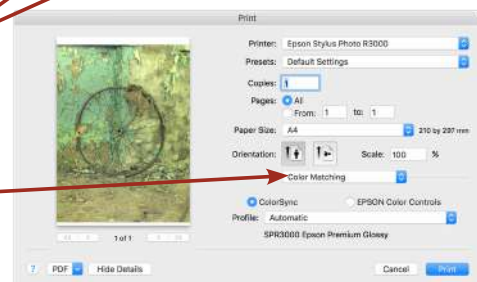 Print
Printer: Epson Stylus Photo R3000
Presets: Default Settings
Copies: 1
Pages: All
From: 1 to: 1
Paper Size: A4 210 by 297 mm
Orientation: Scale: 100 %
Color Matching
ColorSync EPSON Color Controls
Profile: Automatic
SPR3000 Epson Premium Glossy
1 of 1
? PDF Hide Details Cancel Print